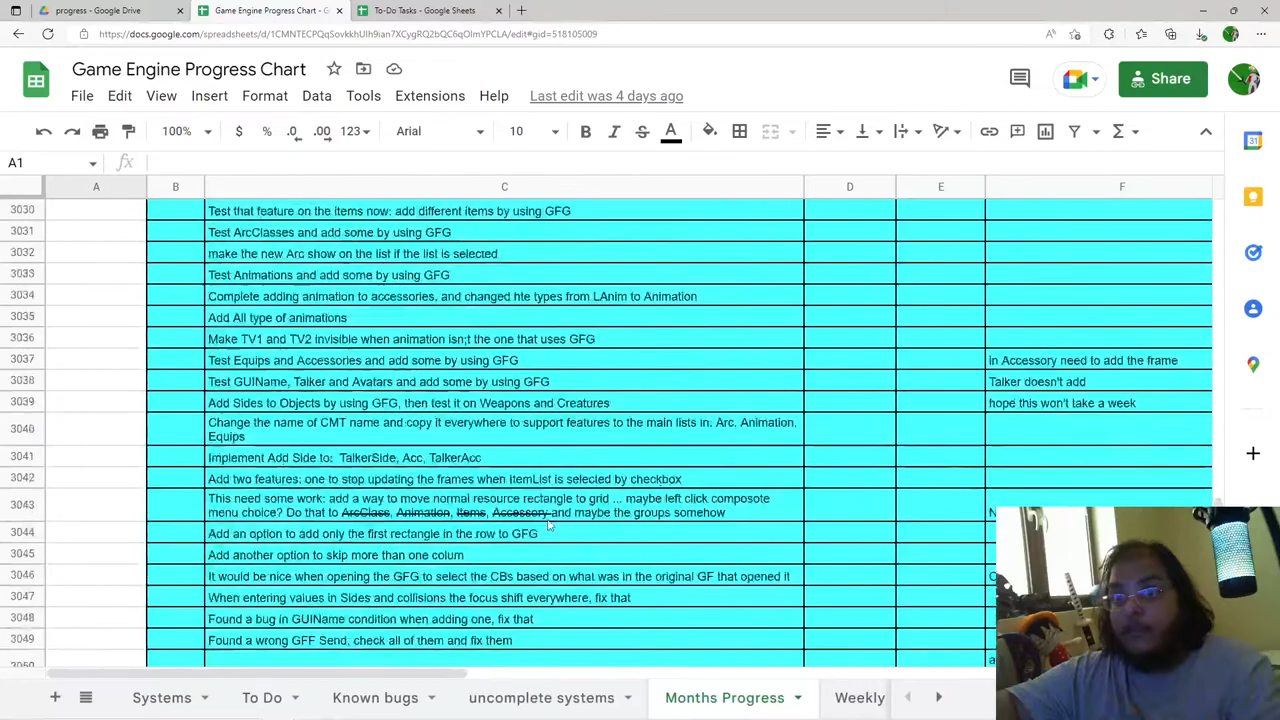 progress - Google Drive
Game Engine Progress Chart - G
To-Do Tasks - Google Sheets
https://docs.google.com/spreadsheets/d/1CMNTECPQqSovkkhUIh9ian7XCygRQ2bQC6qOlmYPCLA/edit#gid=518105009
Game Engine Progress Chart
File Edit View Insert Format Data Tools Extensions Help Last edit was 4 days ago
Share
100% $ % .0 .00 123 Arial 10 B I S A
A1 fx
31
A B C D E F
3030 Test that feature on the items now: add different items by using GFG
3031 Test ArcClasses and add some by using GFG
3032 make the new Arc show on the list if the list is selected
3033 Test Animations and add some by using GFG
3034 Complete adding animation to accessories, and changed hte types from LAnim to Animation
3035 Add All type of animations
3036 Make TV1 and TV2 invisible when animation isn;t the one that uses GFG
3037 Test Equips and Accessories and add some by using GFG in Accessory need to add the frame
3038 Test GUIName, Talker and Avatars and add some by using GFG Talker doesn't add
3039 Add Sides to Objects by using GFG, then test it on Weapons and Creatures hope this won't take a week
3040 Change the name of CMT name and copy it everywhere to support features to the main lists in: Arc, Animation,
Equips
3041 Implement Add Side to: TalkerSide, Acc, TalkerAcc
3042 Add two features: one to stop updating the frames when ItemList is selected by checkbox
3043 This need some work: add a way to move normal resource rectangle to grid ... maybe left click composote
menu choice? Do that to ArcClass, Animation, Items, Accessory and maybe the groups somehow
3044 Add an option to add only the first rectangle in the row to GFG
3045 Add another option to skip more than one colum
3046 It would be nice when opening the GFG to select the CBs based on what was in the original GF that opened it
3047 When entering values in Sides and collisions the focus shift everywhere, fix that
3048 Found a bug in GUIName condition when adding one, fix that
3049 Found a wrong GFF Send, check all of them and fix them
3050
Systems To Do Known bugs uncomplete systems Months Progress Weekly